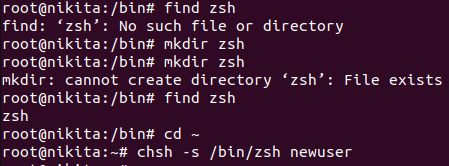 root@nikita:/bin# find zsh
find: ‘zsh’: No such file or directory
root@nikita:/bin# mkdir zsh
root@nikita:/bin# mkdir zsh
mkdir: cannot create directory ‘zsh’: File exists
root@nikita:/bin# find zsh
zsh
root@nikita:/bin# cd ~
root@nikita:~# chsh -s /bin/zsh newuser